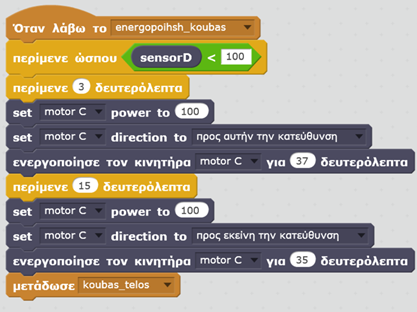 Όταν λάβω το energopoihsh_koubas
περίμενε ώσπου sensorD < 100
περίμενε 3 δευτερόλεπτα
set motor C power to 100
set motor C direction to προς αυτήν την κατεύθυνση
ενεργοποίησε τον κινητήρα motor C για 37 δευτερόλεπτα
περίμενε 15 δευτερόλεπτα
set motor C power to 100
set motor C direction to προς εκείνη την κατεύθυνση
ενεργοποίησε τον κινητήρα motor C για 35 δευτερόλεπτα
μετάδωσε koubas_telos